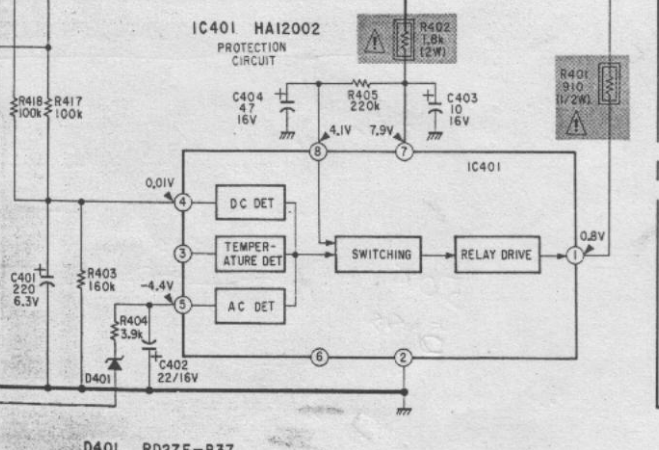 IC401 HA12002
PROTECTION
CIRCUIT
R402
1.8k
(2W)
R401
910
(1/2W)
R418
100k
R417
100k
C404
47
16V
R405
220k
C403
10
16V
4.1V
7.9V
8
7
IC401
0.01V
4
DC DET
3
TEMPER-
ATURE DET
SWITCHING
RELAY DRIVE
0.8V
1
C401
220
6.3V
R403
160k
-4.4V
5
AC DET
R404
3.9k
D401
C402
22/16V
6
2
D401